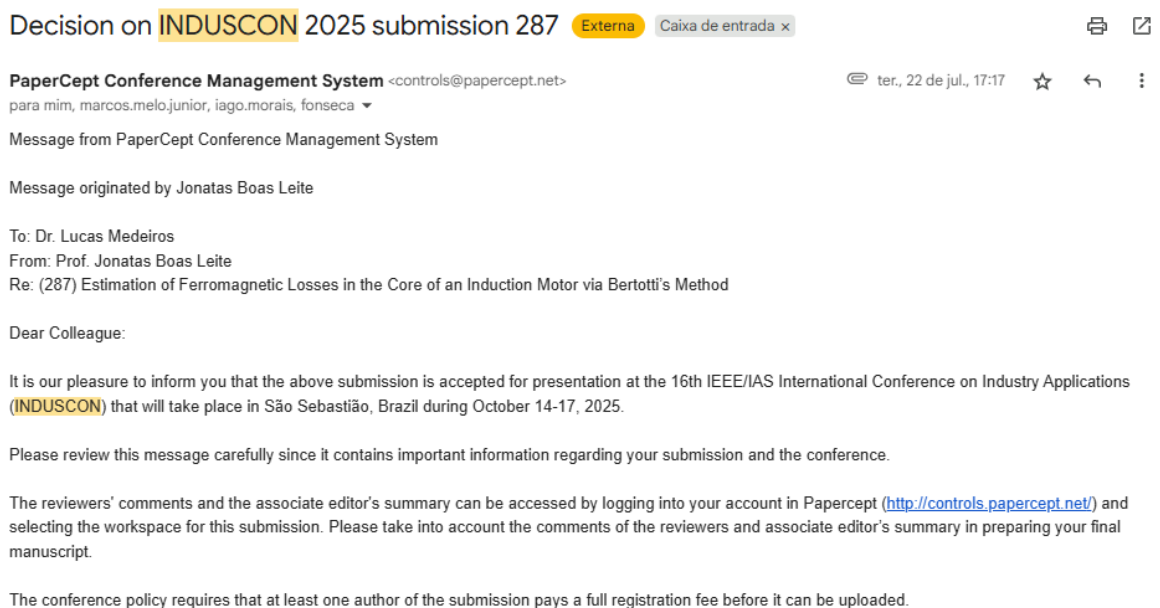 Decision on INDUSCON 2025 submission 287 Externa Caixa de entrada ×
PaperCept Conference Management System <controls@papercept.net> ter., 22 de jul., 17:17
para mim, marcos.melo.junior, iago.morais, fonseca
Message from PaperCept Conference Management System
Message originated by Jonatas Boas Leite
To: Dr. Lucas Medeiros
From: Prof. Jonatas Boas Leite
Re: (287) Estimation of Ferromagnetic Losses in the Core of an Induction Motor via Bertotti's Method
Dear Colleague:
It is our pleasure to inform you that the above submission is accepted for presentation at the 16th IEEE/IAS International Conference on Industry Applications
(INDUSCON) that will take place in São Sebastião, Brazil during October 14-17, 2025.
Please review this message carefully since it contains important information regarding your submission and the conference.
The reviewers' comments and the associate editor's summary can be accessed by logging into your account in Papercept (http://controls.papercept.net/) and
selecting the workspace for this submission. Please take into account the comments of the reviewers and associate editor's summary in preparing your final
manuscript.
The conference policy requires that at least one author of the submission pays a full registration fee before it can be uploaded.